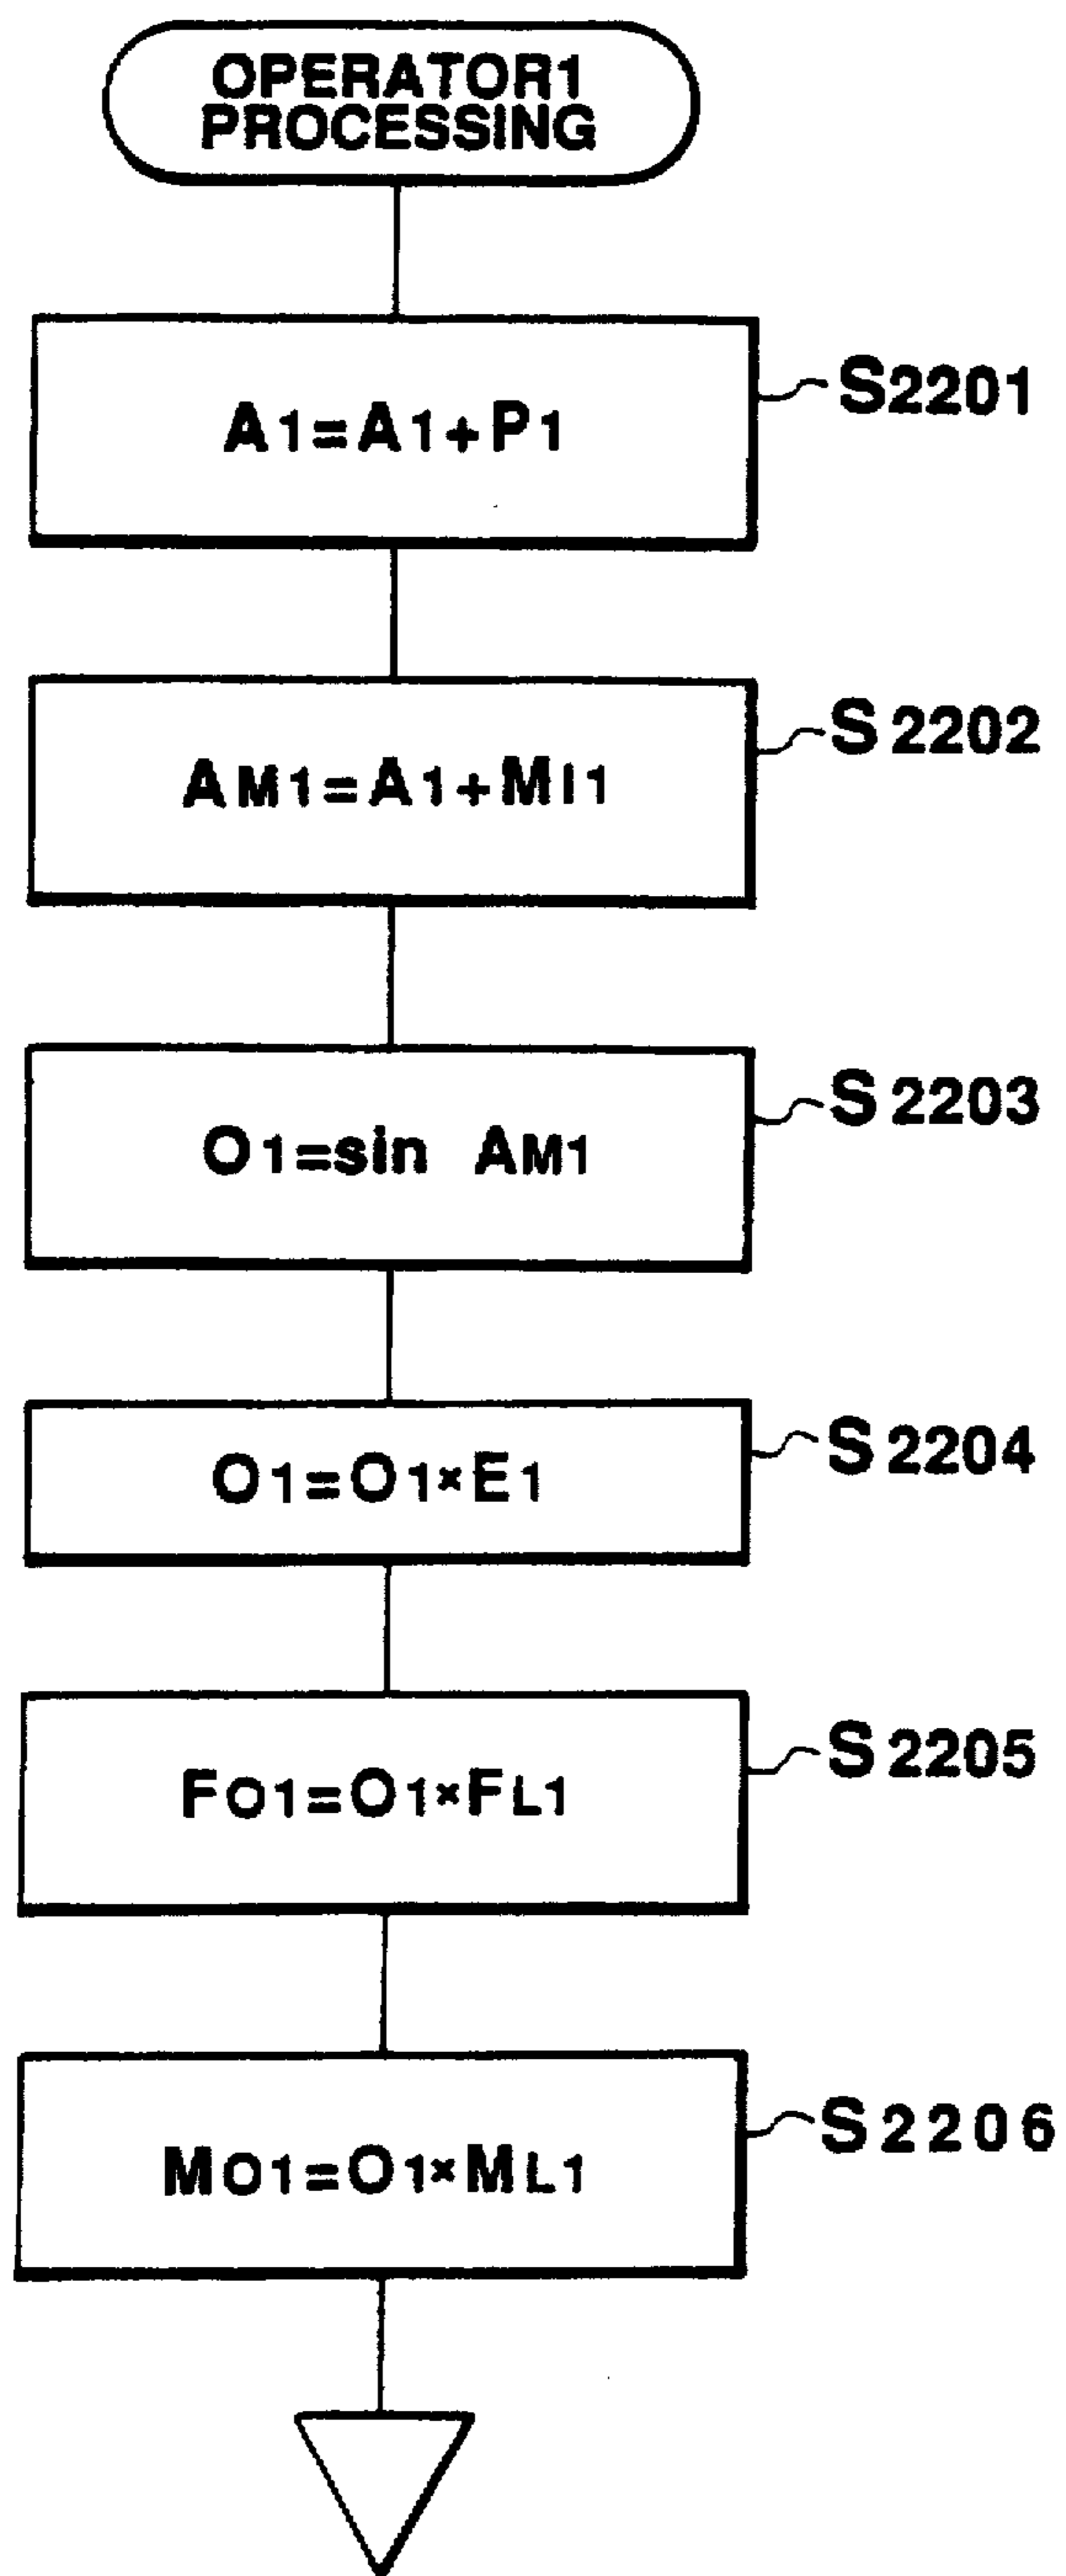 OPERATOR1
PROCESSING
A1=A1+P1
S2201
AM1=A1+MI1
S2202
O1=sin AM1
S2203
O1=O1×E1
S2204
FO1=O1×FL1
S2205
MO1=O1×ML1
S2206